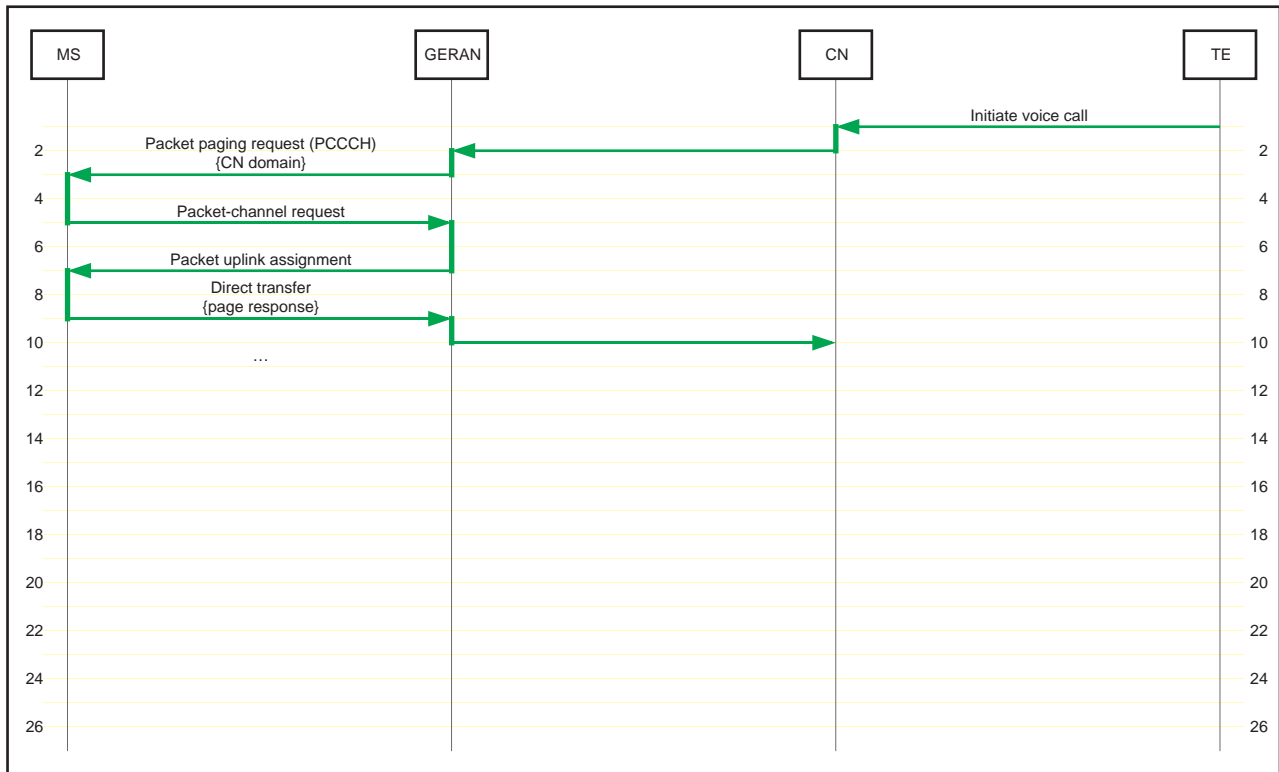 MS GERAN CN TE
Initiate voice call
Packet paging request (PCCCH)
2 2
{CN domain}
4 4
Packet-channel request
6 6
Packet uplink assignment
Direct transfer
8 8
{page response}
10 10
…
12 12
14 14
16 16
18 18
20 20
22 22
24 24
26 26